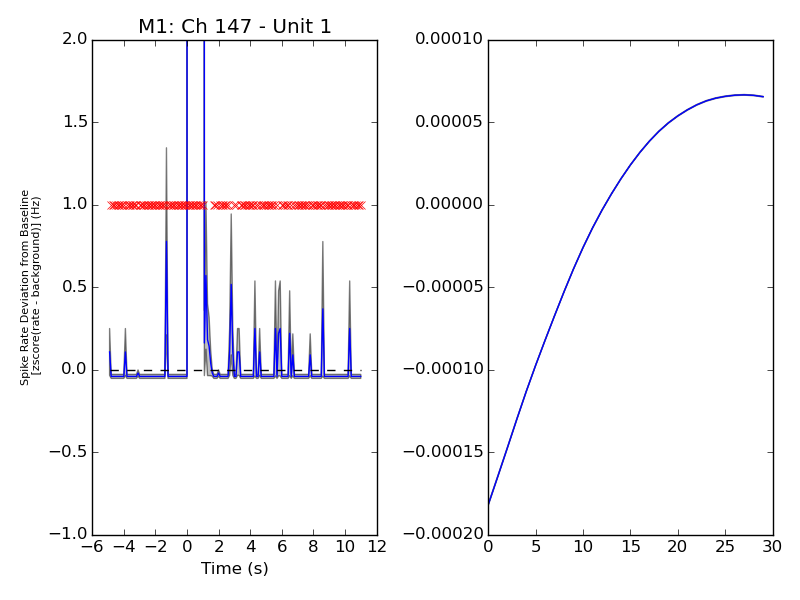 M1: Ch 147 - Unit 1
2.0
1.5
1.0
0.5
0.0
−0.5
−1.0
−6 −4 −2 0 2 4 6 8 10 12
Time (s)
Spike Rate Deviation from Baseline
[zscore(rate - background)] (Hz)
0.00010
0.00005
0.00000
−0.00005
−0.00010
−0.00015
−0.00020
0 5 10 15 20 25 30